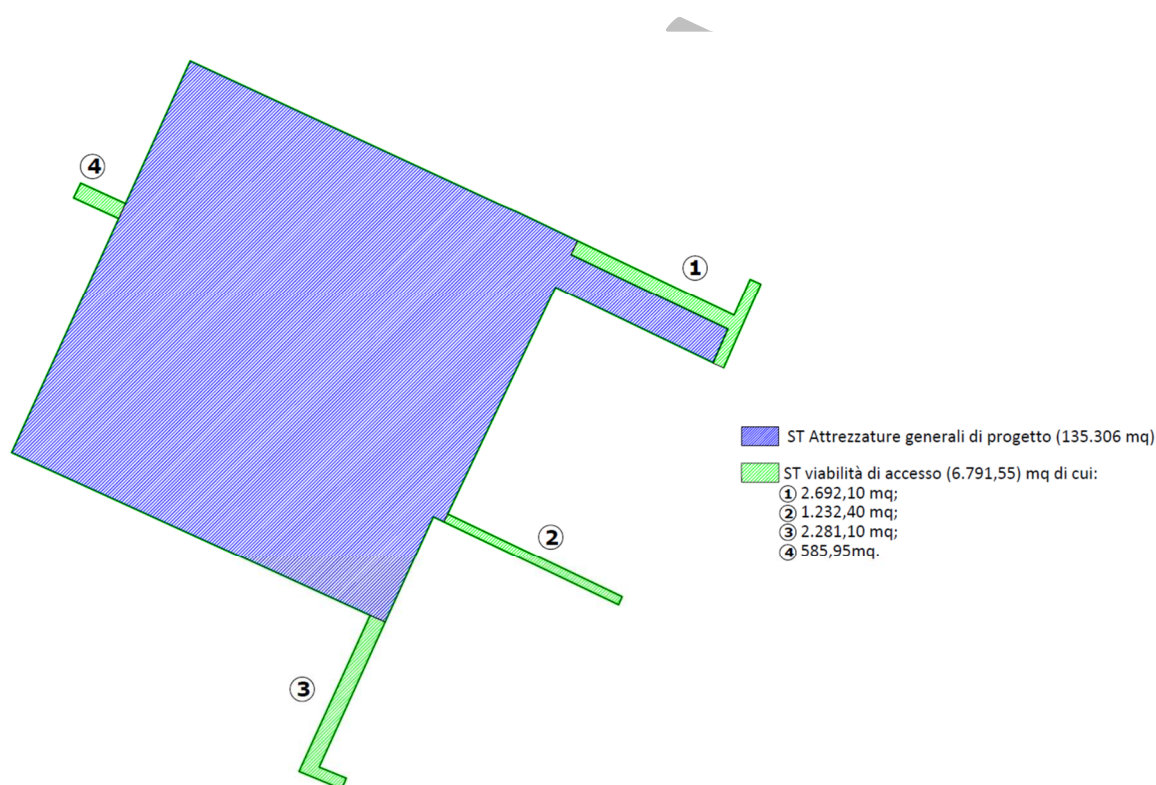 ④
①
②
③
ST Attrezzature generali di progetto (135.306 mq)
ST viabilità di accesso (6.791,55) mq di cui:
① 2.692,10 mq;
② 1.232,40 mq;
③ 2.281,10 mq;
④ 585,95mq.